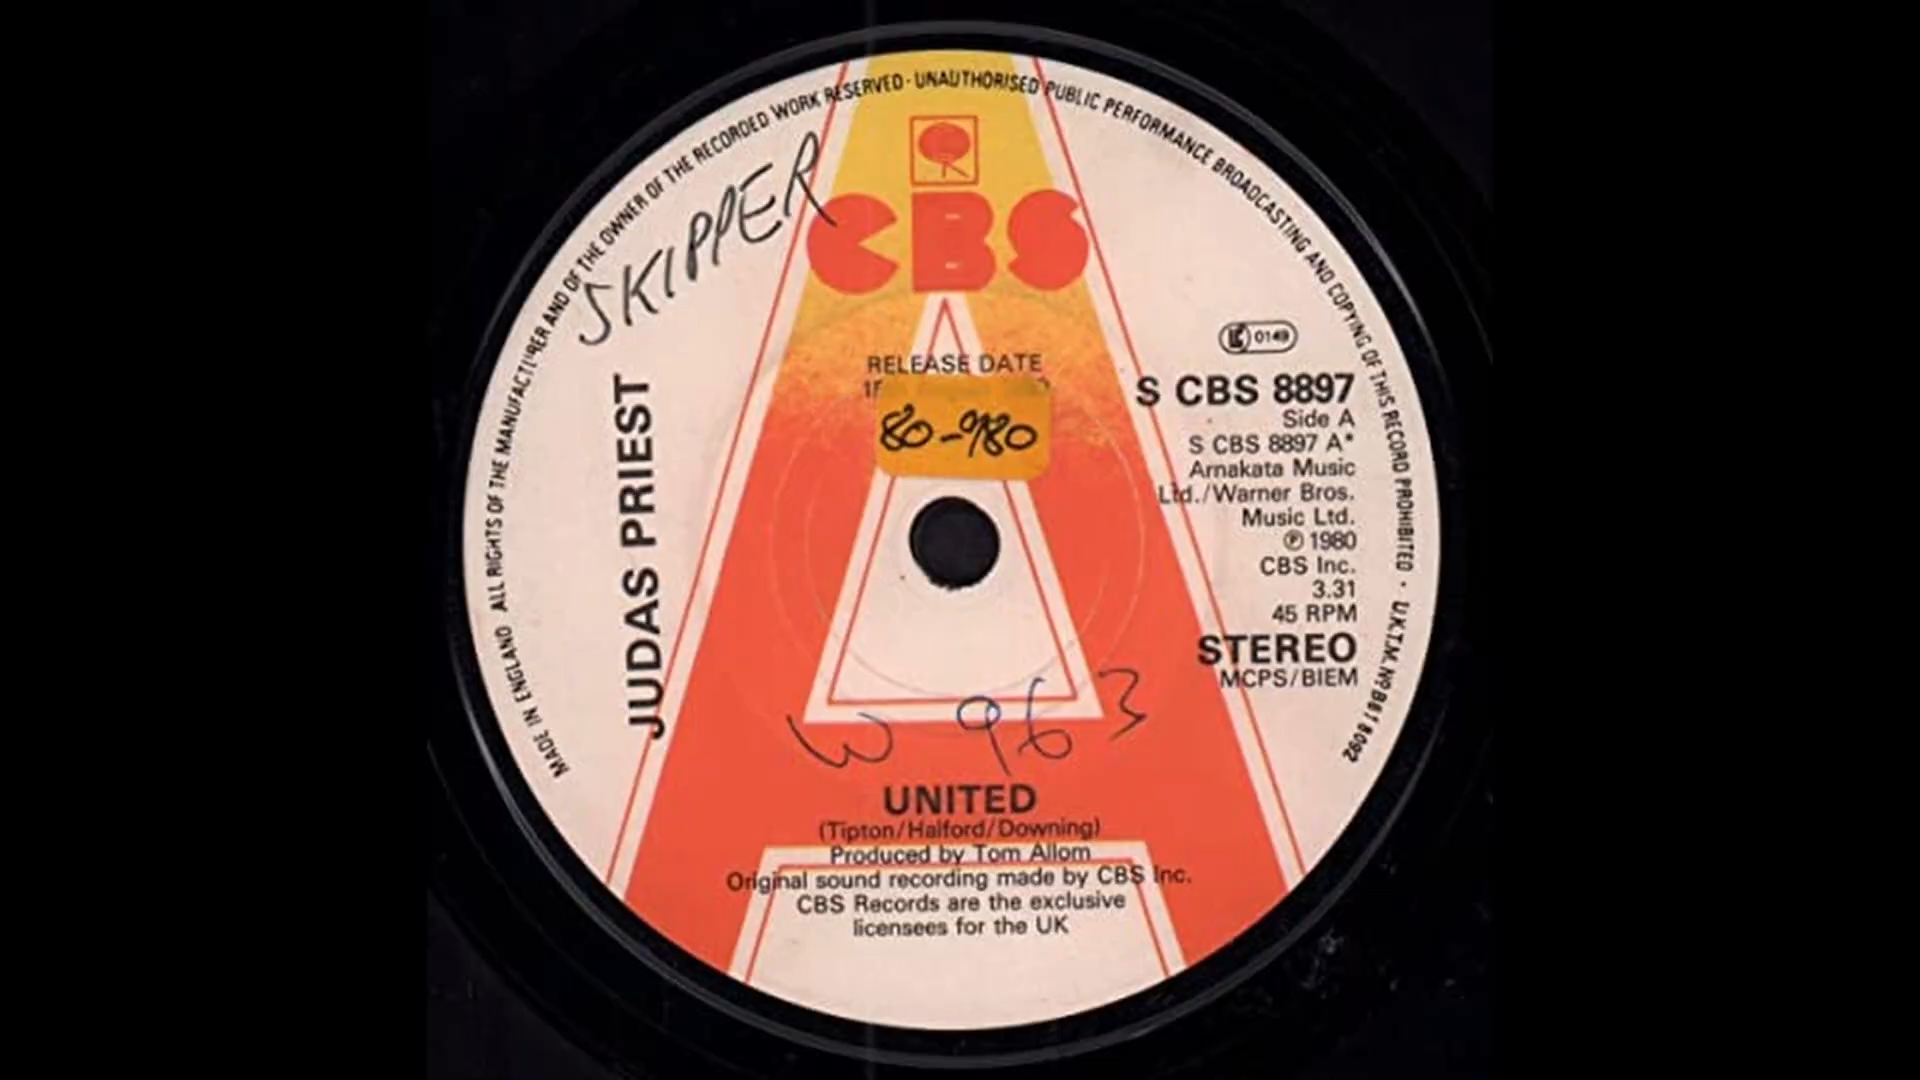 MADE IN ENGLAND ALL RIGHTS OF THE MANUFACTURER AND OF THE OWNER OF THE RECORDED WORK RESERVED · UNAUTHORISED PUBLIC PERFORMANCE BROADCASTING AND COPYING OF THIS RECORD PROHIBITED · U.K.T.M. Nº B618092
SKIPPER
CBS
RELEASE DATE
80-980
JUDAS PRIEST
LC 0149
S CBS 8897
Side A
S CBS 8897 A*
Arnakata Music
Ltd./Warner Bros.
Music Ltd.
℗ 1980
CBS Inc.
3.31
45 RPM
STEREO
MCPS/BIEM
W 963
UNITED
(Tipton/Halford/Downing)
Produced by Tom Allom
Original sound recording made by CBS Inc.
CBS Records are the exclusive
licensees for the UK